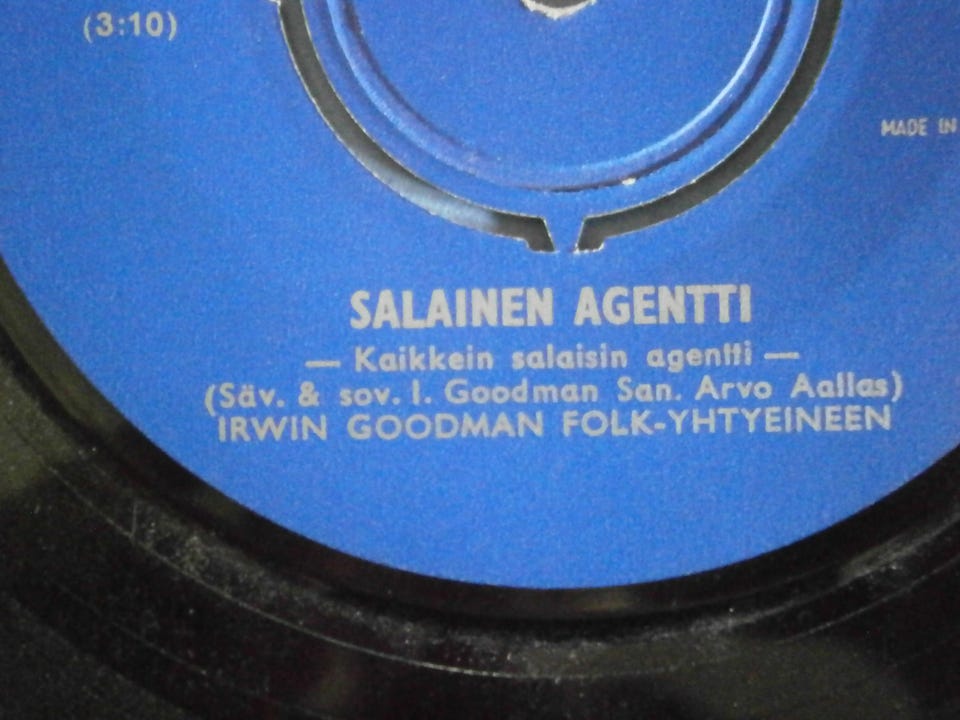 (3:10)
MADE IN
SALAINEN AGENTTI
— Kaikkein salaisin agentti —
(Säv. & sov. I. Goodman San. Arvo Aallas)
IRWIN GOODMAN FOLK-YHTYEINEEN